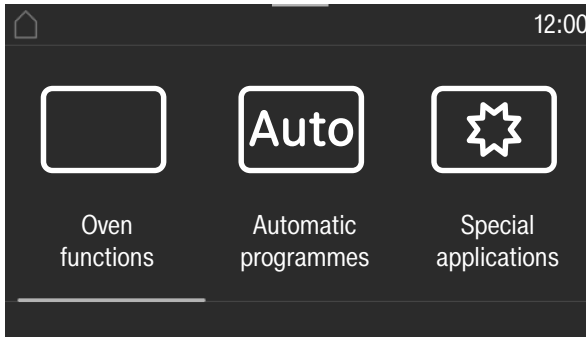 12:00
Auto
Oven
functions
Automatic
programmes
Special
applications